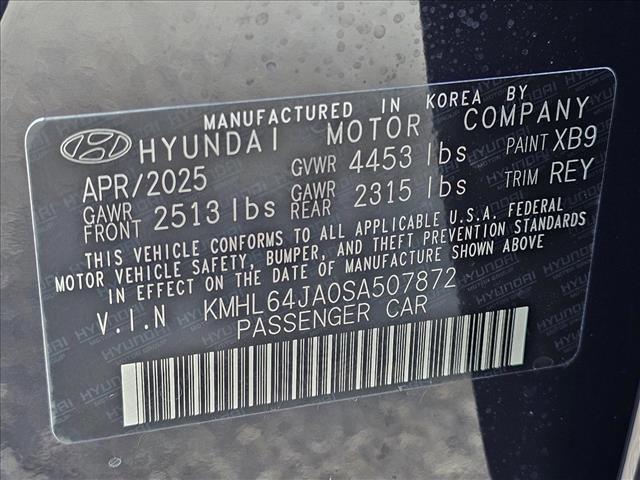 MANUFACTURED IN KOREA BY
HYUNDAI MOTOR COMPANY
APR/2025 GVWR 4453 lbs PAINT XB9
GAWR FRONT 2513 lbs GAWR REAR 2315 lbs TRIM REY
THIS VEHICLE CONFORMS TO ALL APPLICABLE U.S.A. FEDERAL
MOTOR VEHICLE SAFETY, BUMPER, AND THEFT PREVENTION STANDARDS
IN EFFECT ON THE DATE OF MANUFACTURE SHOWN ABOVE
V.I.N KMHL64JA0SA507872
PASSENGER CAR